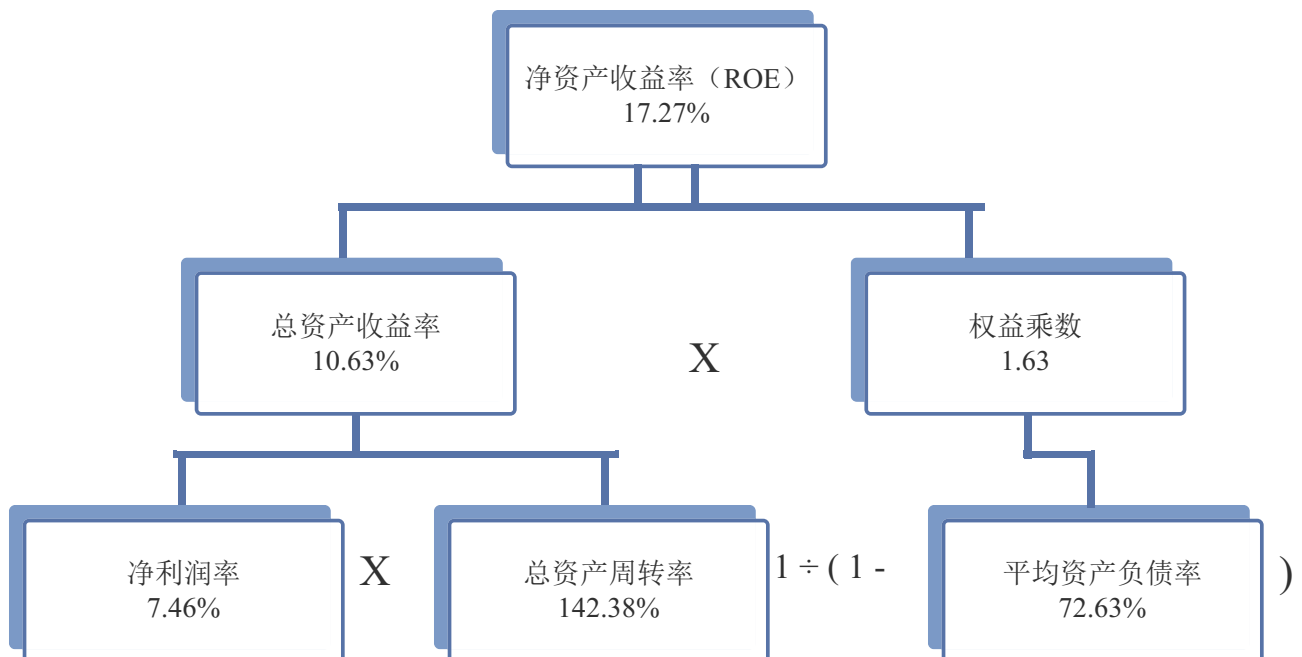 净资产收益率（ROE）
17.27%
总资产收益率
10.63%
X
权益乘数
1.63
净利润率
7.46%
X
总资产周转率
142.38%
1 ÷ ( 1 -
平均资产负债率
72.63%
)